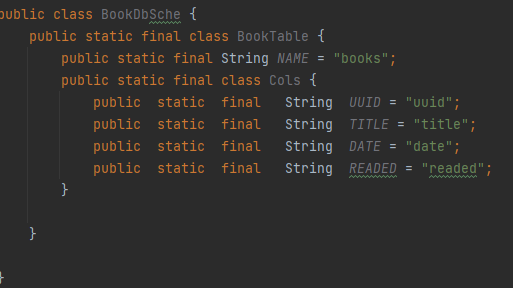 public class BookDbSche {
public static final class BookTable {
public static final String NAME = "books";
public static final class Cols {
public static final String UUID = "uuid";
public static final String TITLE = "title";
public static final String DATE = "date";
public static final String READED = "readed";
}
}
}